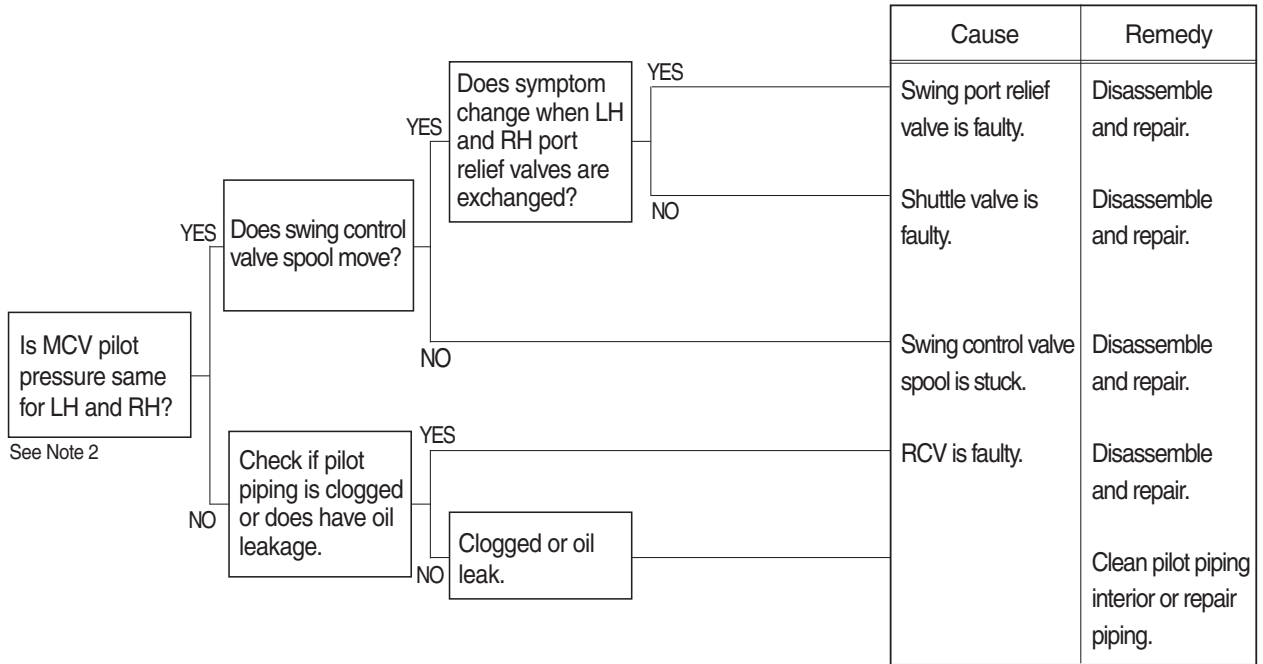 Is MCV pilot
pressure same
for LH and RH?
See Note 2
YES
Does swing control
valve spool move?
YES
Does symptom
change when LH
and RH port
relief valves are
exchanged?
YES
NO
NO
NO
Check if pilot
piping is clogged
or does have oil
leakage.
YES
NO
Clogged or oil
leak.
Cause
Remedy
Swing port relief
valve is faulty.
Disassemble
and repair.
Shuttle valve is
faulty.
Disassemble
and repair.
Swing control valve
spool is stuck.
Disassemble
and repair.
RCV is faulty.
Disassemble
and repair.
Clean pilot piping
interior or repair
piping.